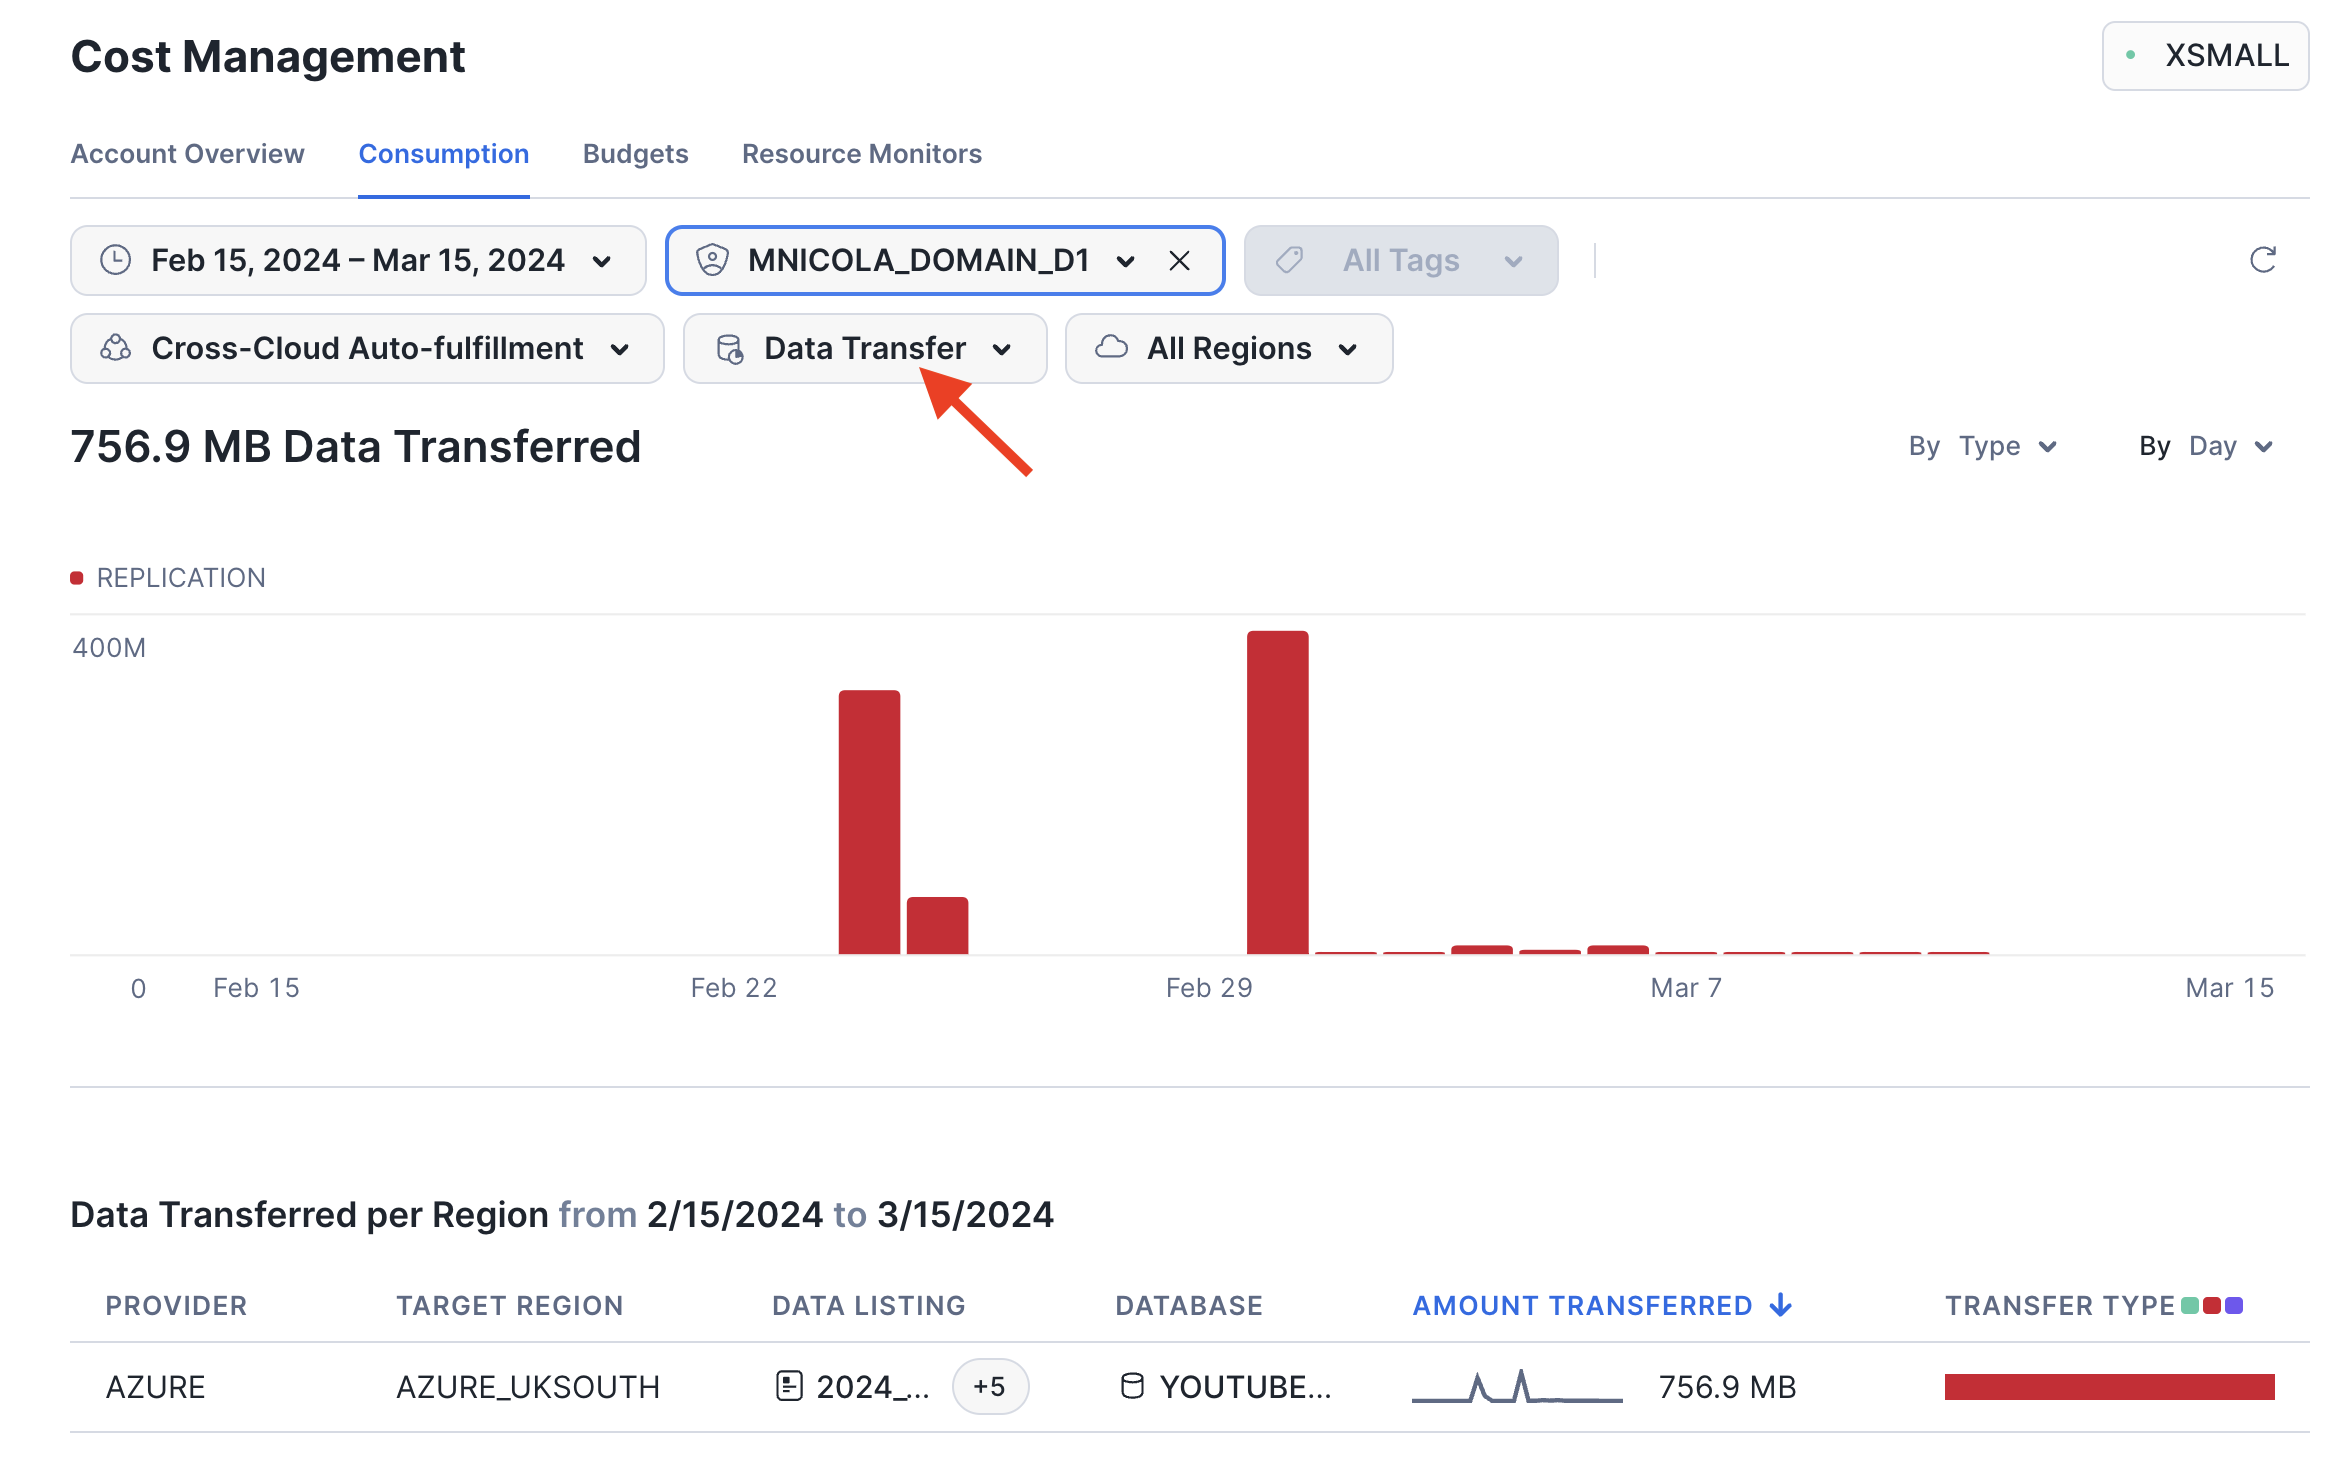 Cost Management
XSMALL
Account Overview Consumption Budgets Resource Monitors
Feb 15, 2024 – Mar 15, 2024 MNICOLA_DOMAIN_D1 All Tags
Cross-Cloud Auto-fulfillment Data Transfer All Regions
756.9 MB Data Transferred
By Type By Day
REPLICATION
400M
0 Feb 15 Feb 22 Feb 29 Mar 7 Mar 15
Data Transferred per Region from 2/15/2024 to 3/15/2024
PROVIDER TARGET REGION DATA LISTING DATABASE AMOUNT TRANSFERRED TRANSFER TYPE
AZURE AZURE_UKSOUTH 2024_... +5 YOUTUBE... 756.9 MB